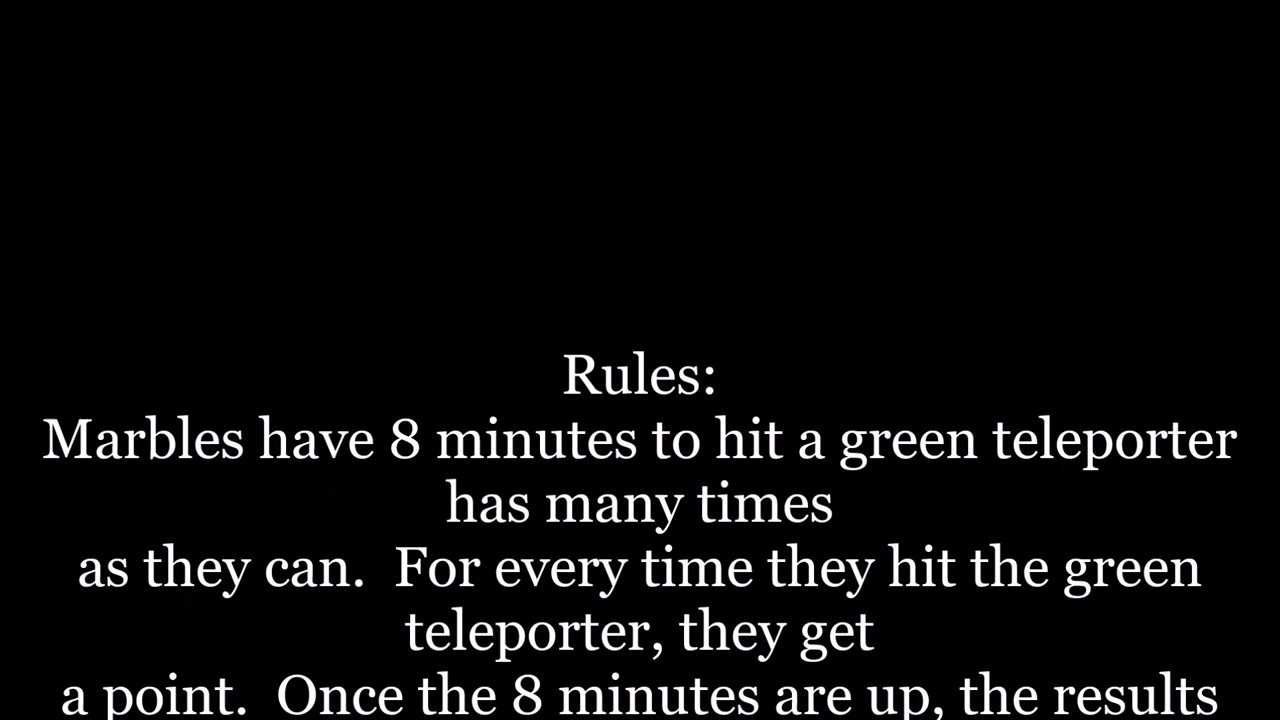 Rules:
Marbles have 8 minutes to hit a green teleporter
has many times
as they can.  For every time they hit the green
teleporter, they get
a point.  Once the 8 minutes are up, the results